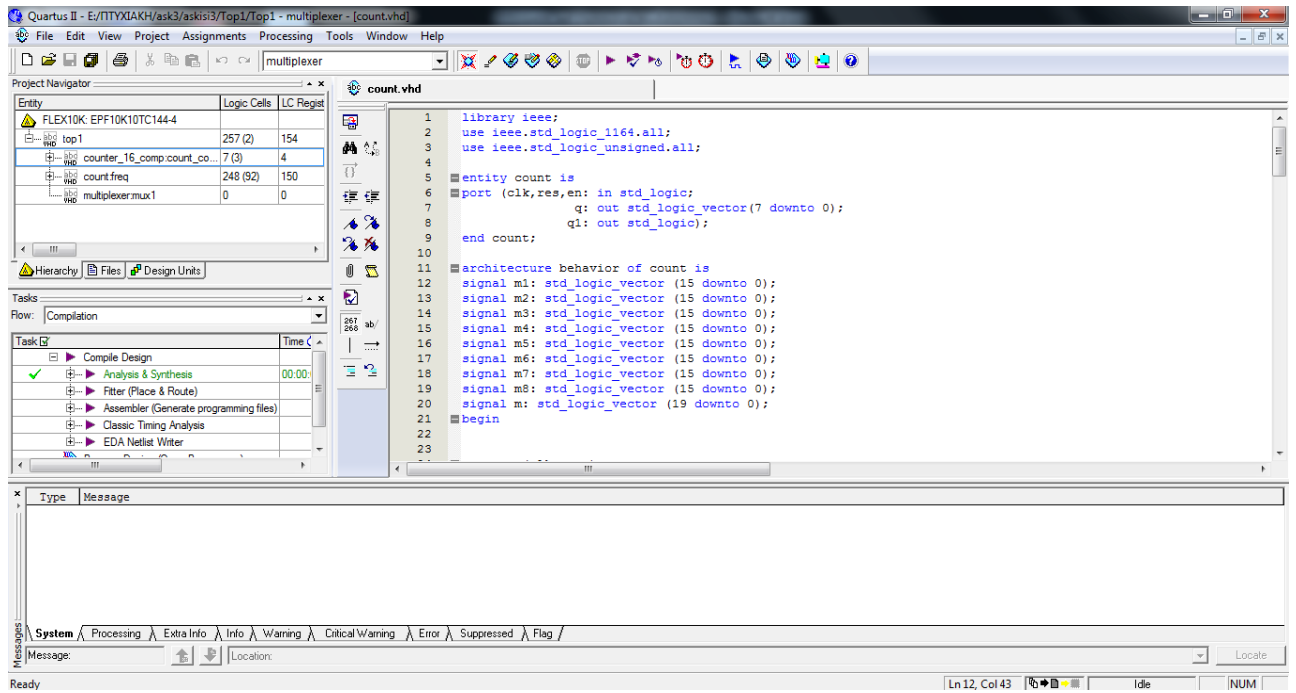 Quartus II - E:/ΠΤΥΧΙΑΚΗ/ask3/askisi3/Top1/Top1 - multiplexer - [count.vhd]
File Edit View Project Assignments Processing Tools Window Help
multiplexer
Project Navigator
Entity Logic Cells LC Regist
FLEX10K: EPF10K10TC144-4
top1 257 (2) 154
counter_16_comp:count_co... 7 (3) 4
count:freq 248 (92) 150
multiplexer:mux1 0 0
Hierarchy Files Design Units
Tasks
Flow: Compilation
Task Time (
Compile Design
Analysis & Synthesis 00:00:
Fitter (Place & Route)
Assembler (Generate programming files)
Classic Timing Analysis
EDA Netlist Writer
count.vhd
267
268
ab/
1 library ieee;
2 use ieee.std_logic_1164.all;
3 use ieee.std_logic_unsigned.all;
4
5 entity count is
6 port (clk,res,en: in std_logic;
7 q: out std_logic_vector(7 downto 0);
8 q1: out std_logic);
9 end count;
10
11 architecture behavior of count is
12 signal m1: std_logic_vector (15 downto 0);
13 signal m2: std_logic_vector (15 downto 0);
14 signal m3: std_logic_vector (15 downto 0);
15 signal m4: std_logic_vector (15 downto 0);
16 signal m5: std_logic_vector (15 downto 0);
17 signal m6: std_logic_vector (15 downto 0);
18 signal m7: std_logic_vector (15 downto 0);
19 signal m8: std_logic_vector (15 downto 0);
20 signal m: std_logic_vector (19 downto 0);
21 begin
22
23
Type Message
Messages
System Processing Extra Info Info Warning Critical Warning Error Suppressed Flag
Message: Location: Locate
Ready Ln 12, Col 43 Idle NUM